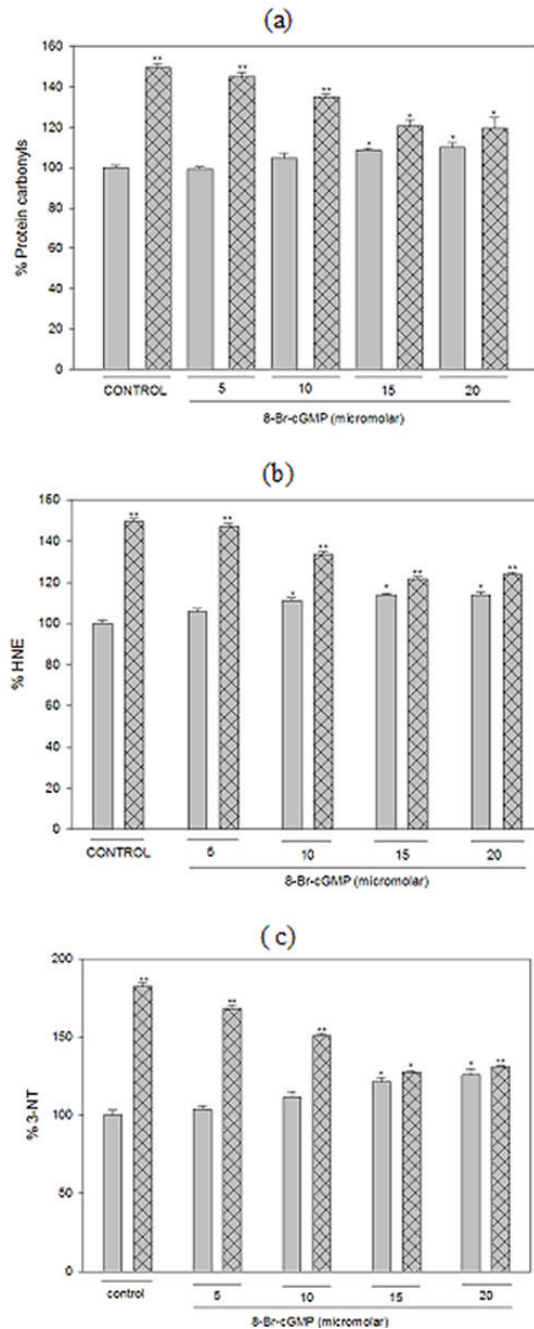 (a)
160
140
120
100
80
60
40
20
0
% Protein carbonyls
** ** ** * * * *
CONTROL 5 10 15 20
8-Br-cGMP (micromolar)
(b)
160
140
120
100
80
60
40
20
0
% HNE
** ** * ** * ** * **
CONTROL 5 10 15 20
8-Br-cGMP (micromolar)
( c)
200
150
100
50
0
% 3-NT
** ** ** * * * **
control 5 10 15 20
8-Br-cGMP (micromolar)